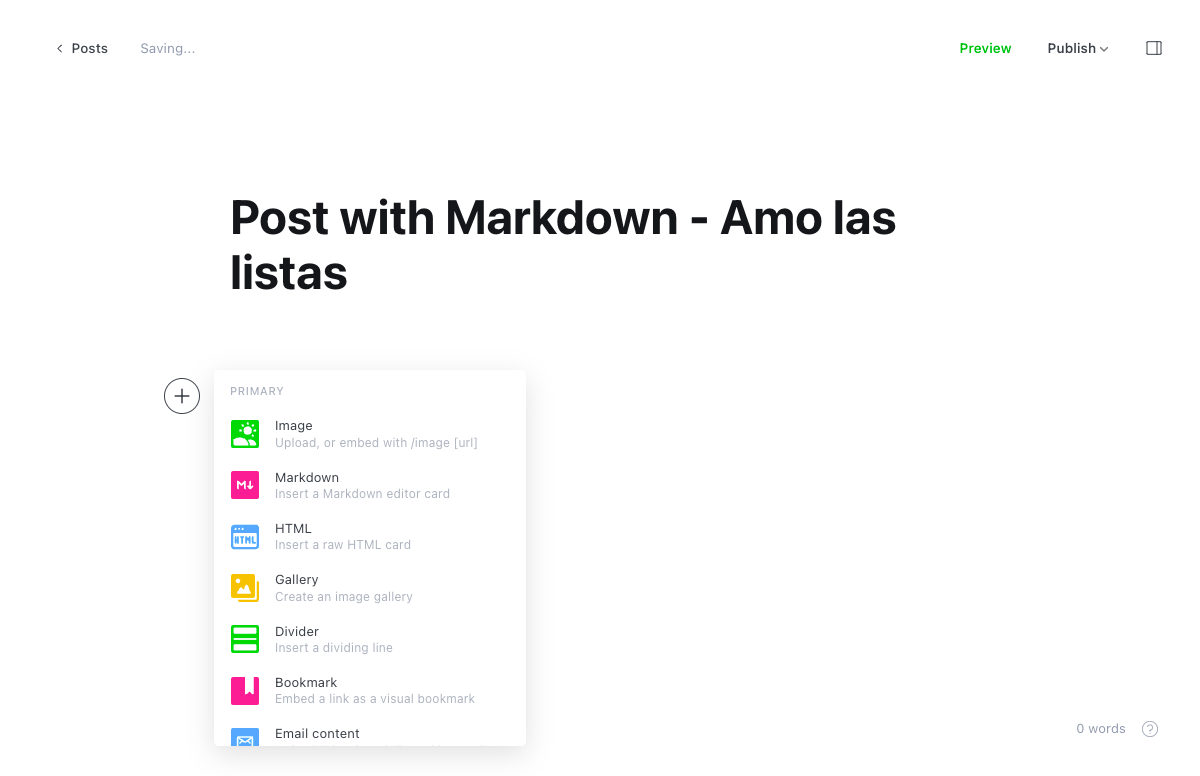 Posts Saving... Preview Publish
Post with Markdown - Amo las
listas
PRIMARY
Image
Upload, or embed with /image [url]
M
Markdown
Insert a Markdown editor card
HTML
HTML
Insert a raw HTML card
Gallery
Create an image gallery
Divider
Insert a dividing line
Bookmark
Embed a link as a visual bookmark
Email content
0 words ?